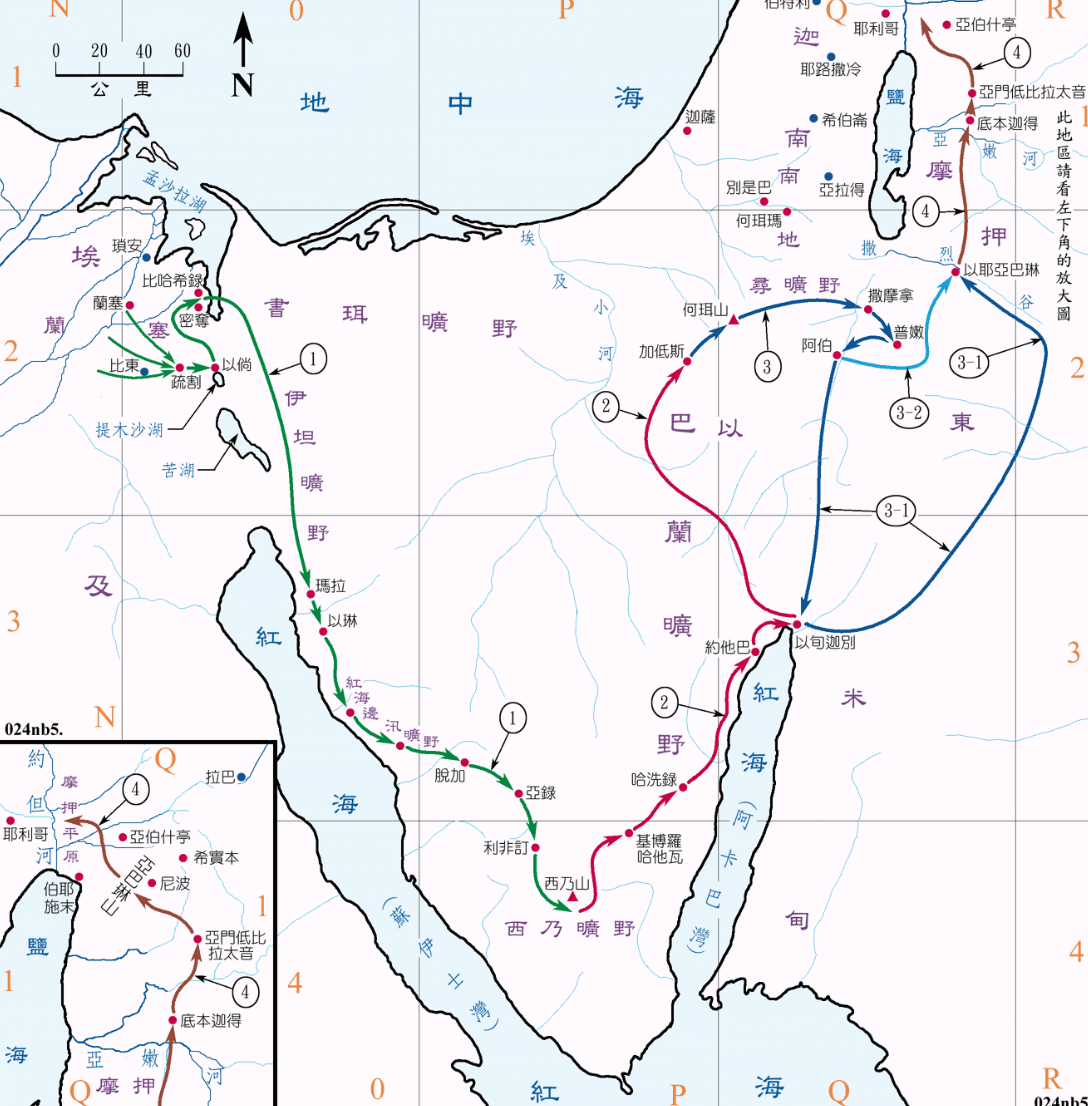 N
O
P
Q
R
0 20 40 60
公 里
N
1
地 中 海
迦薩
伯特利
耶利哥
亞伯什亭
④
耶路撒冷
迦
南
南
地
鹽
海
亞門低比拉太音
底本迦得
希伯崙
亞 嫩 河
摩
押
亞拉得
別是巴
何珥瑪
1
此地區請看左下角的放大圖
④
孟沙拉湖
埃
及
瑣安
比哈希錄
蘭塞
蘭
塞
密奪
比東
疏割
以倘
提木沙湖
苦湖
2
書 珥 曠 野
①
伊
坦
曠
野
埃
及
小
河
尋曠野
撒 烈 谷
以耶亞巴琳
何珥山
撒摩拿
普嫩
阿伯
加低斯
③
3-1
3-2
2
②
巴 以
東
蘭
曠
野
3-1
瑪拉
以琳
3
紅
海
紅
海
邊
汛曠野
①
脫加
亞錄
利非訂
西乃山
西 乃 曠 野
②
約他巴
以旬迦別
哈洗錄
基博羅
哈他瓦
紅
海
(阿卡巴灣)
米
甸
3
(蘇伊士灣)
4
4
024nb5.
N
約
但
河
摩
押
平
原
Q
拉巴
④
耶利哥
亞伯什亭
希實本
亞巴琳山
尼波
伯耶
施末
1
鹽
海
亞門低比
拉太音
④
1
底本迦得
亞 嫩 河
Q
摩 押
O
紅 海
P
Q
R
024nb5